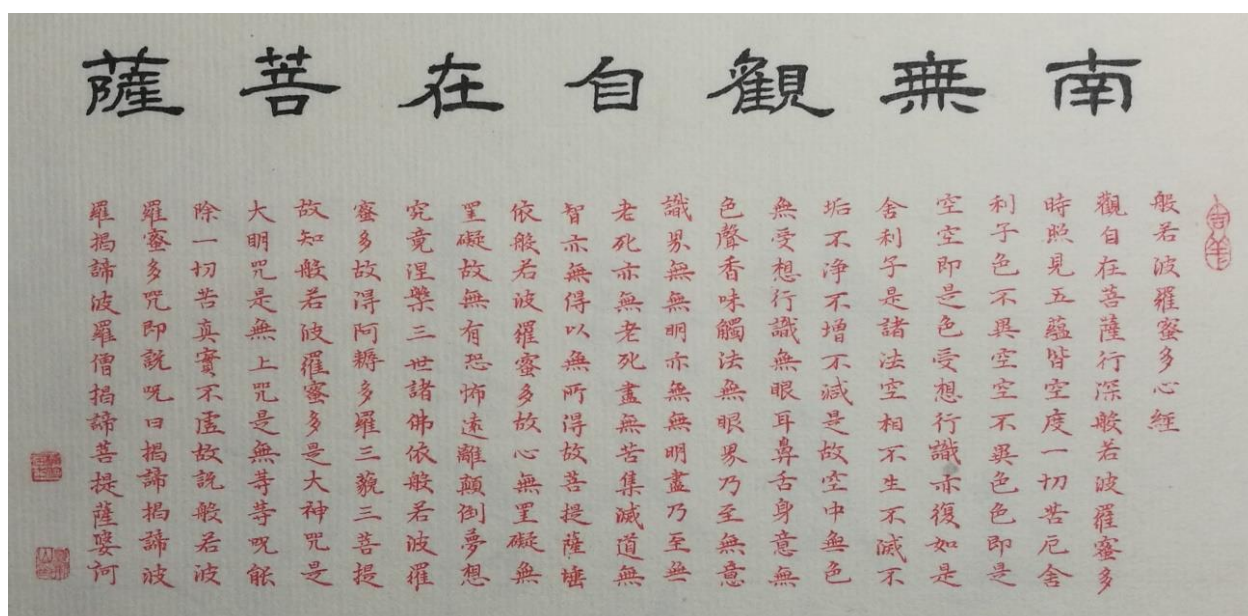 南無觀自在菩薩
吉羊
般若波羅蜜多心經
觀自在菩薩行深般若波羅蜜多
時照見五蘊皆空度一切苦厄舍
利子色不異空空不異色色即是
空空即是色受想行識亦復如是
舍利子是諸法空相不生不滅不
垢不浄不增不減是故空中無色
無受想行識無眼耳鼻舌身意無
色聲香味觸法無眼界乃至無意
識界無無明亦無無明盡乃至無
老死亦無老死盡無苦集滅道無
智亦無得以無所得故菩提薩埵
依般若波羅蜜多故心無罣礙無
罣礙故無有恐怖遠離顛倒夢想
究竟涅槃三世諸佛依般若波羅
蜜多故得阿耨多羅三藐三菩提
故知般若波羅蜜多是大神咒是
大明咒是無上咒是無等等呪能
除一切苦真實不虛故説般若波
羅蜜多咒即説呪曰揭諦揭諦波
羅揭諦波羅僧揭諦菩提薩婆訶